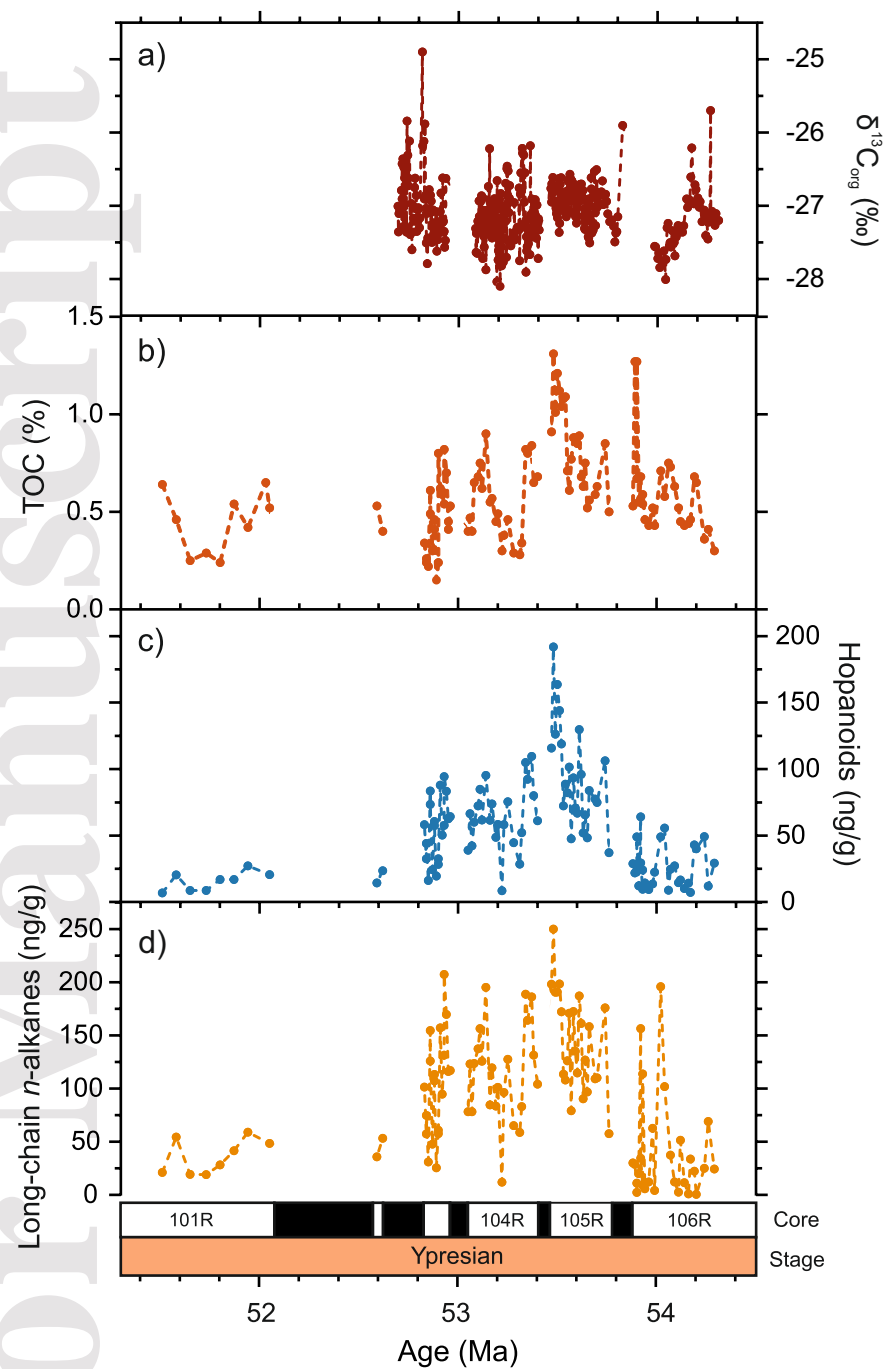 or Manuscript
a)
-25
-26
-27
-28
δ¹³Corg (‰)
b)
1.5
1.0
0.5
0.0
TOC (%)
c)
200
150
100
50
0
Hopanoids (ng/g)
d)
250
200
150
100
50
0
Long-chain n-alkanes (ng/g)
101R 104R 105R 106R Core
Ypresian Stage
52 53 54
Age (Ma)